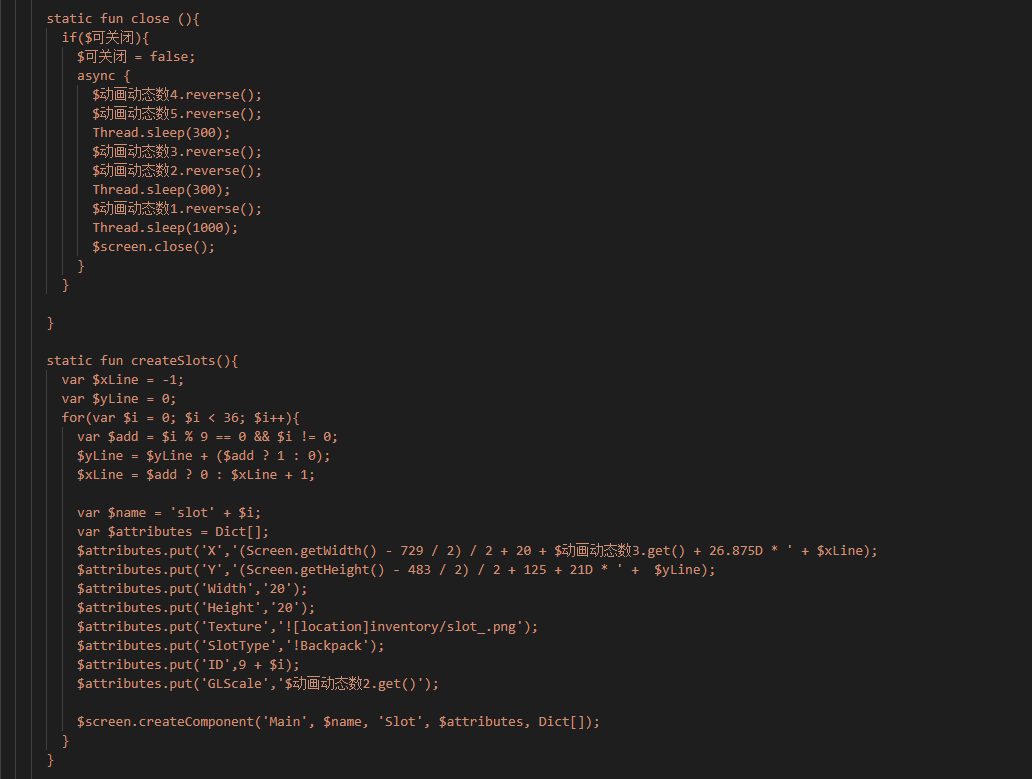 static fun close (){
if($可关闭){
$可关闭 = false;
async {
$动画动态数4.reverse();
$动画动态数5.reverse();
Thread.sleep(300);
$动画动态数3.reverse();
$动画动态数2.reverse();
Thread.sleep(300);
$动画动态数1.reverse();
Thread.sleep(1000);
$screen.close();
}
}
}
static fun createSlots(){
var $xLine = -1;
var $yLine = 0;
for(var $i = 0; $i < 36; $i++){
var $add = $i % 9 == 0 && $i != 0;
$yLine = $yLine + ($add ? 1 : 0);
$xLine = $add ? 0 : $xLine + 1;
var $name = 'slot' + $i;
var $attributes = Dict[];
$attributes.put('X','(Screen.getWidth() - 729 / 2) / 2 + 20 + $动画动态数3.get() + 26.875D * ' + $xLine);
$attributes.put('Y','(Screen.getHeight() - 483 / 2) / 2 + 125 + 21D * ' +  $yLine);
$attributes.put('Width','20');
$attributes.put('Height','20');
$attributes.put('Texture','![location]inventory/slot_.png');
$attributes.put('SlotType','!Backpack');
$attributes.put('ID',9 + $i);
$attributes.put('GLScale','$动画动态数2.get()');
$screen.createComponent('Main', $name, 'Slot', $attributes, Dict[]);
}
}